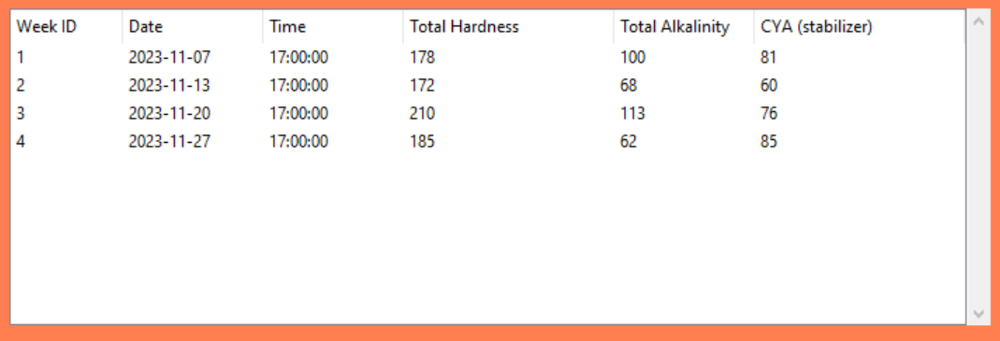 Week ID Date Time Total Hardness Total Alkalinity CYA (stabilizer)
1 2023-11-07 17:00:00 178 100 81
2 2023-11-13 17:00:00 172 68 60
3 2023-11-20 17:00:00 210 113 76
4 2023-11-27 17:00:00 185 62 85